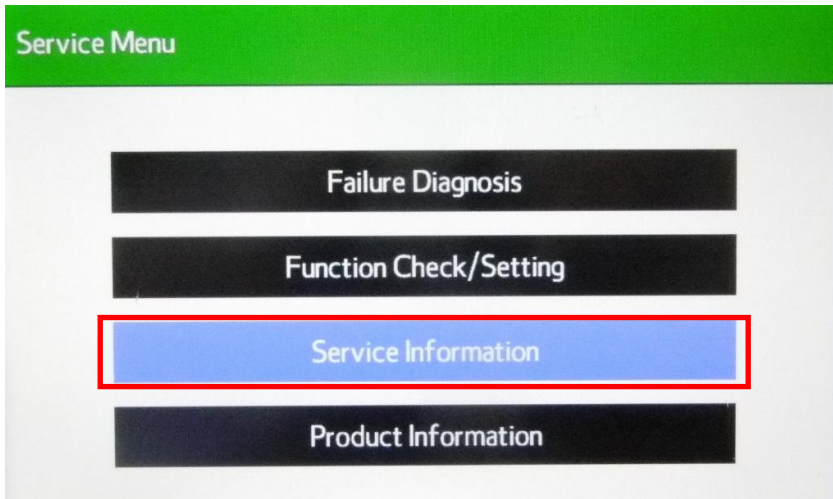 Service Menu
Failure Diagnosis
Function Check/Setting
Service Information
Product Information